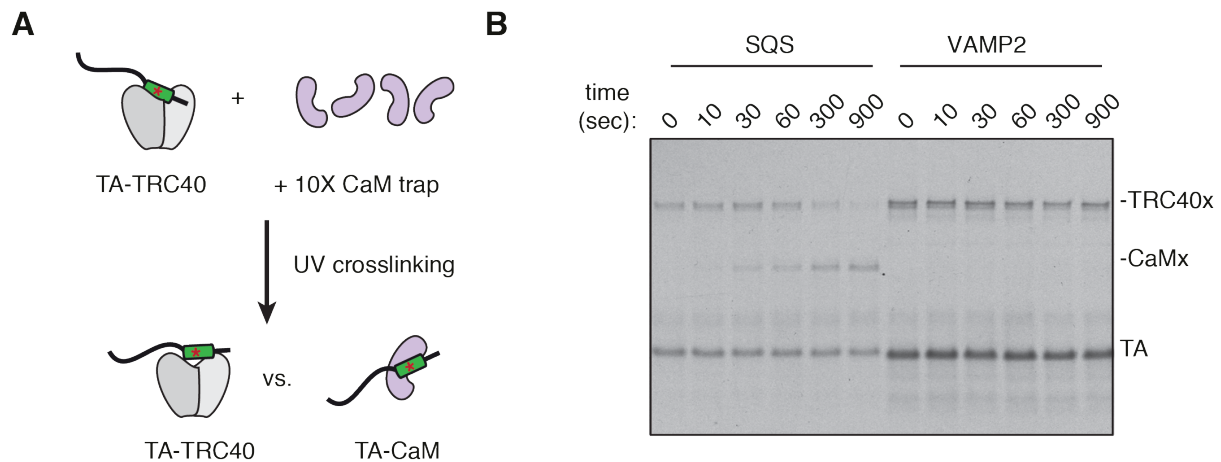 A
+
TA-TRC40
+ 10X CaM trap
UV crosslinking
vs.
TA-TRC40
TA-CaM
B
SQS
VAMP2
time
(sec):
0 10 30 60 300 900 0 10 30 60 300 900
-TRC40x
-CaMx
TA